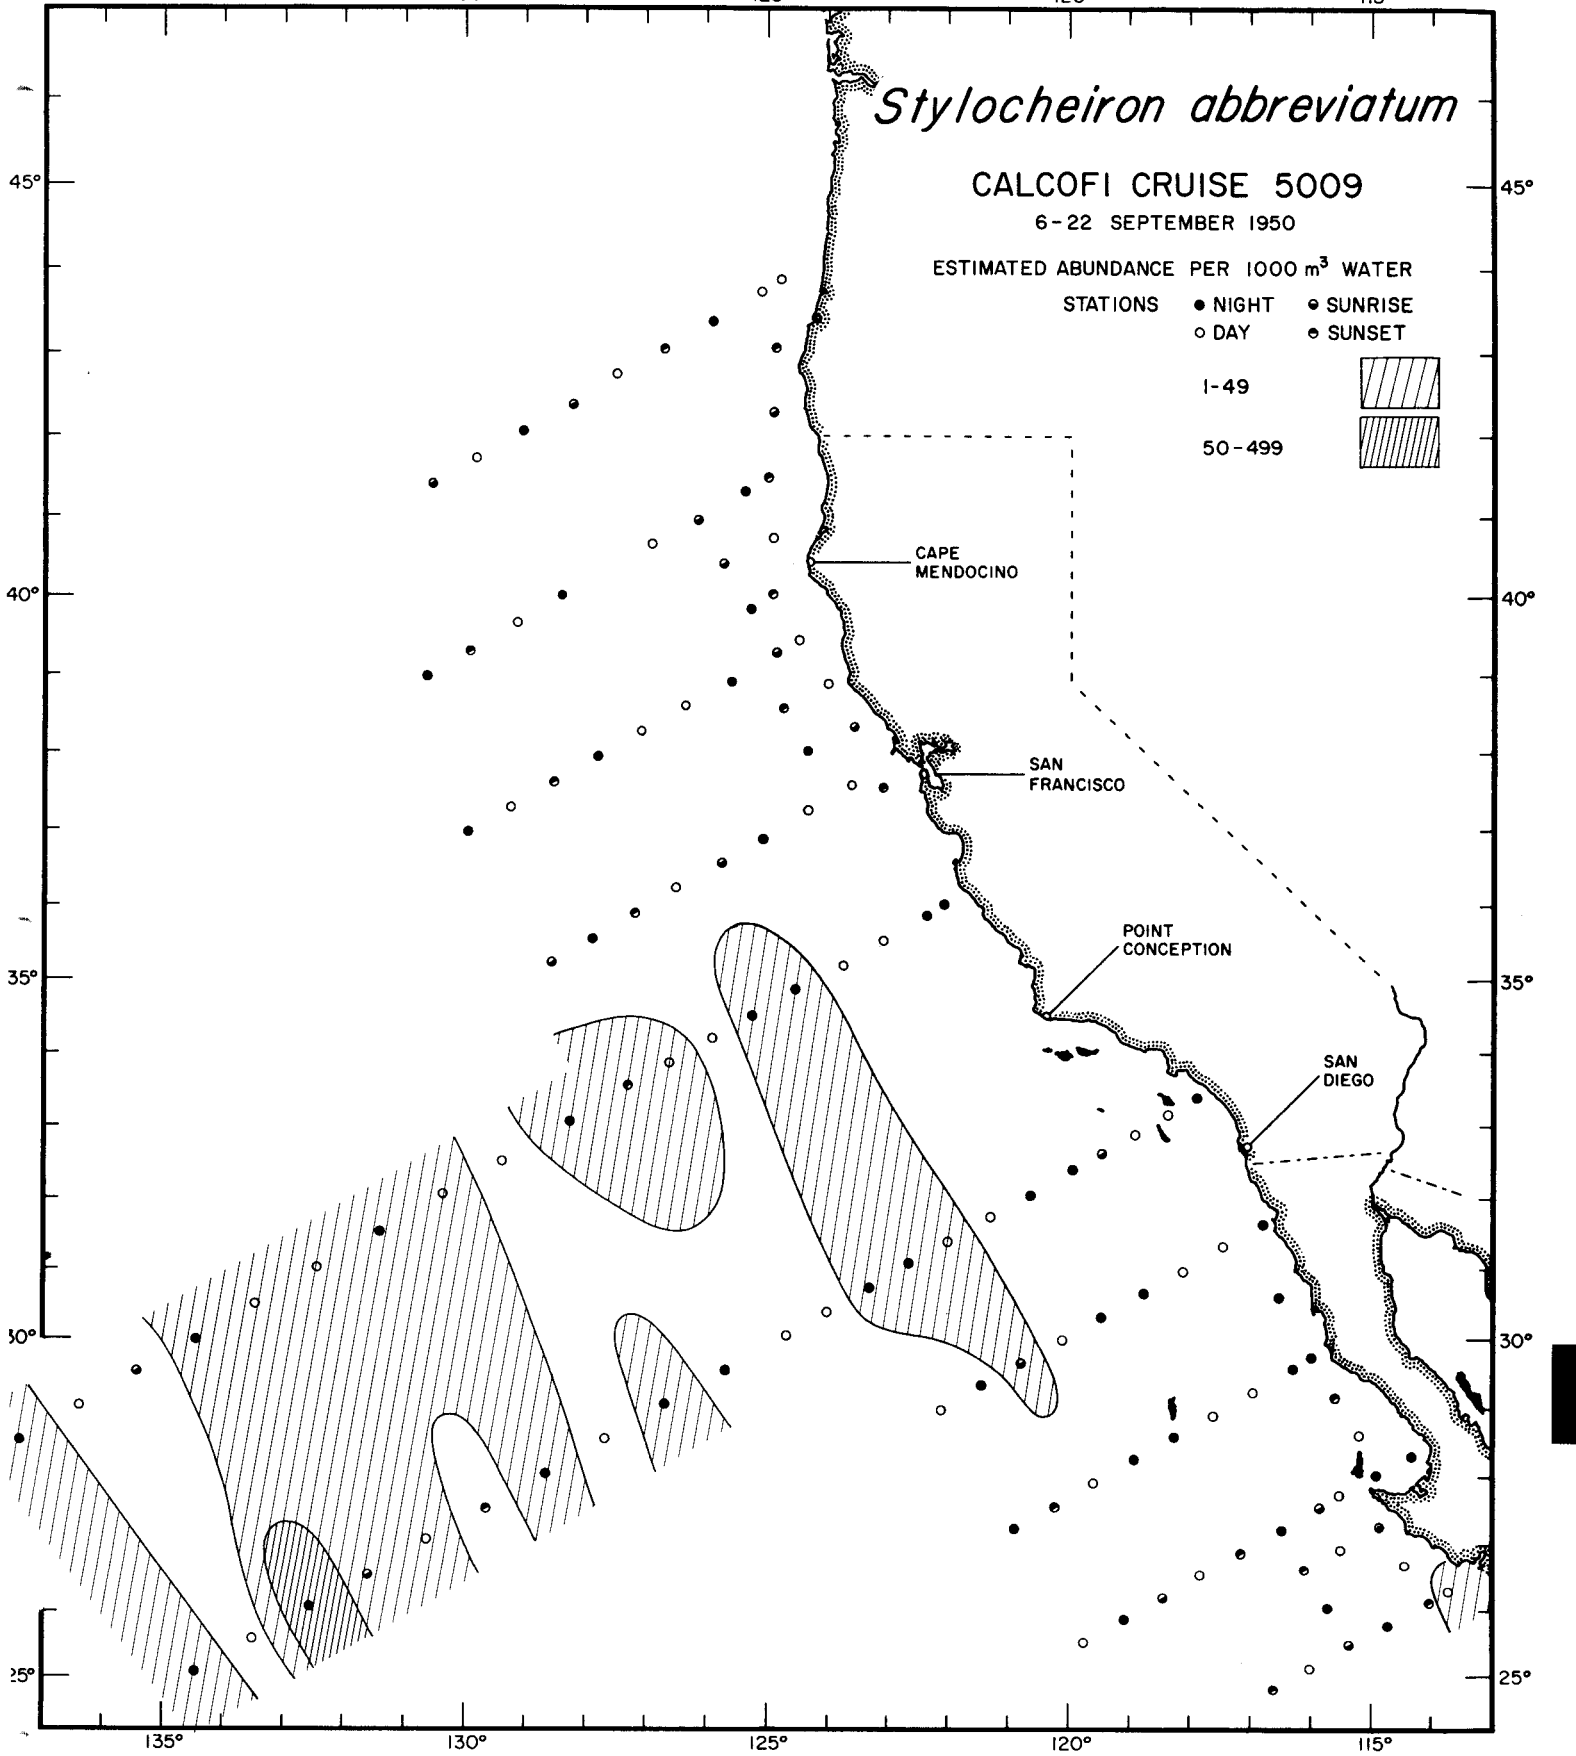 Stylocheiron abbreviatum
CALCOFI CRUISE 5009
6-22 SEPTEMBER 1950
ESTIMATED ABUNDANCE PER 1000 m³ WATER
STATIONS ● NIGHT SUNRISE
○ DAY SUNSET
1-49
50-499
45° 45°
CAPE
MENDOCINO
40° 40°
SAN
FRANCISCO
POINT
CONCEPTION
35° 35°
SAN
DIEGO
30° 30°
25° 25°
135° 130° 125° 120° 115°